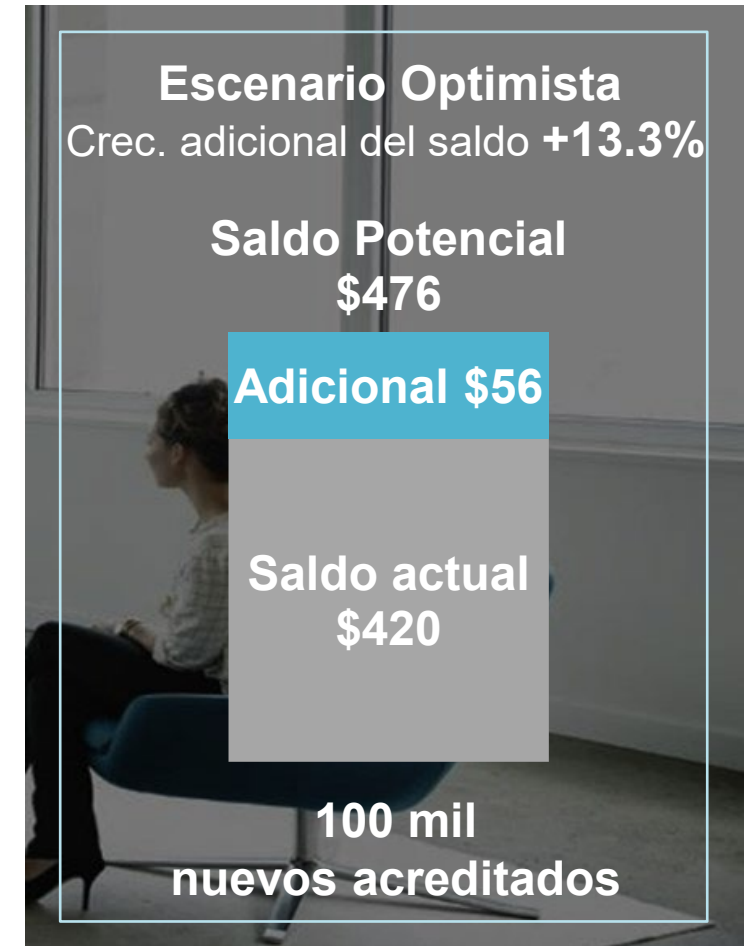 Escenario Optimista
Crec. adicional del saldo +13.3%
Saldo Potencial
$476
Adicional $56
Saldo actual
$420
100 mil
nuevos acreditados